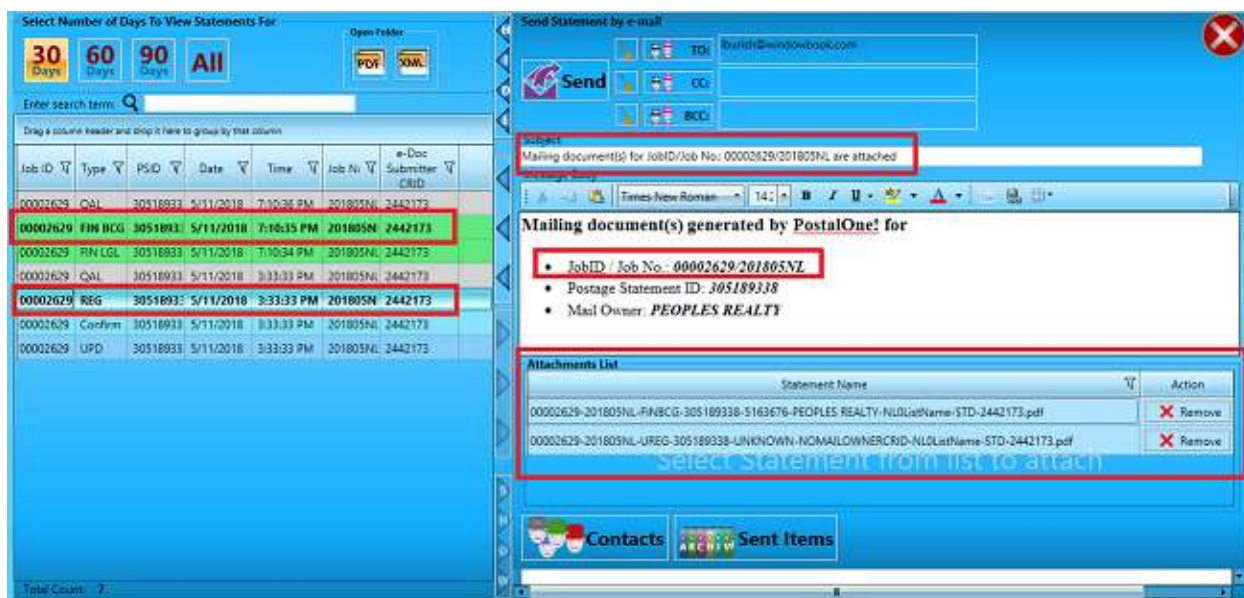 Select Number of Days To View Statements For
Open Folder
30 Days
60 Days
90 Days
All
PDF
XML
Enter search term:
Drag a column header and drop it here to group by that column
Job ID Type PSID Date Time Job Nu e-Doc Submitter CRID
00002629 QAL 30518933 5/11/2018 7:10:36 PM 201805NL 2442173
00002629 FIN BCG 3051893: 5/11/2018 7:10:35 PM 201805N 2442173
00002629 FIN LGL 30518933 5/11/2018 7:10:34 PM 201805NL 2442173
00002629 QAL 30518933 5/11/2018 3:33:33 PM 201805NL 2442173
00002629 REG 3051893: 5/11/2018 3:33:33 PM 201805N 2442173
00002629 Confirm 30518933 5/11/2018 3:33:33 PM 201805NL 2442173
00002629 UPD 30518933 5/11/2018 3:33:33 PM 201805NL 2442173
Total Count: 7
Send Statement by e-mail
Send
TO:
lburish@windowbook.com
CC:
BCC:
Subject
Mailing document(s) for JobID/Job No.: 00002629/201805NL are attached
Message Body
Times New Roman
B I U A
Mailing document(s) generated by PostalOne! for
• JobID / Job No.: 00002629/201805NL
• Postage Statement ID: 305189338
• Mail Owner: PEOPLES REALTY
Attachments List
Statement Name Action
00002629-201805NL-FINBCG-305189338-5163676-PEOPLES REALTY-NL0ListName-STD-2442173.pdf Remove
00002629-201805NL-UREG-305189338-UNKNOWN-NOMAILOWNERCRID-NL0ListName-STD-2442173.pdf Remove
Select Statement from list to attach
Contacts
ARCHIV
Sent Items